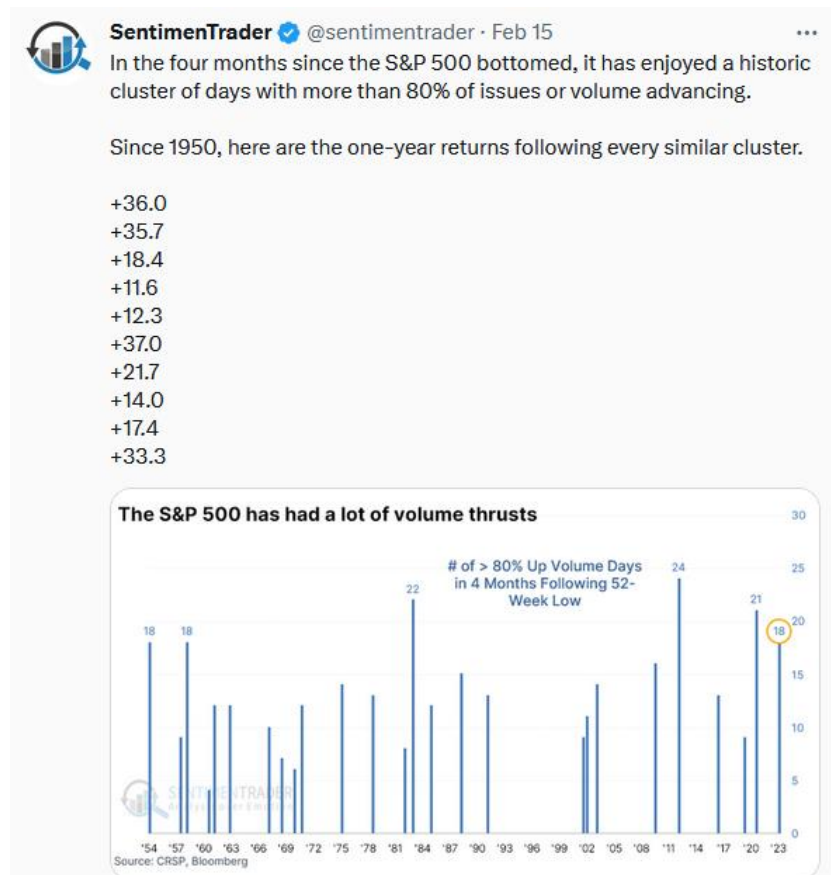 SentimenTrader @sentimentrader · Feb 15 ...
In the four months since the S&P 500 bottomed, it has enjoyed a historic
cluster of days with more than 80% of issues or volume advancing.
Since 1950, here are the one-year returns following every similar cluster.
+36.0
+35.7
+18.4
+11.6
+12.3
+37.0
+21.7
+14.0
+17.4
+33.3
The S&P 500 has had a lot of volume thrusts
30
# of > 80% Up Volume Days
in 4 Months Following 52-
Week Low
24
25
22
21
20
18
18
18
15
10
5
0
SENTIMENTRADER
'54 '57 '60 '63 '66 '69 '72 '75 '78 '81 '84 '87 '90 '93 '96 '99 '02 '05 '08 '11 '14 '17 '20 '23
Source: CRSP, Bloomberg